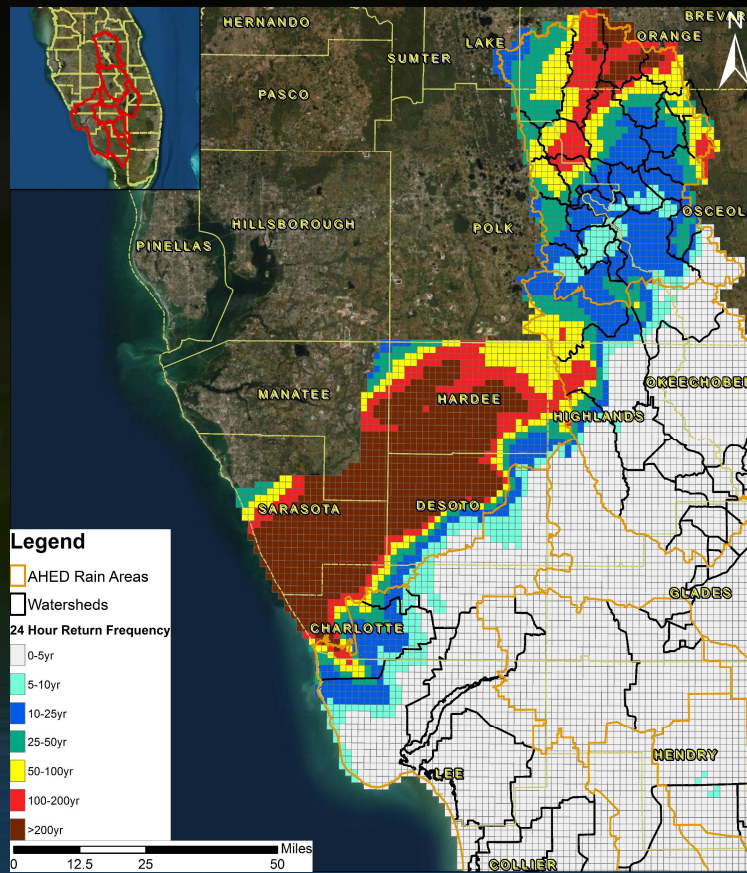 HERNANDO
BREVAR
N
LAKE
ORANGE
SUMTER
PASCO
HILLSBOROUGH
POLK
OSCEOL
PINELLAS
MANATEE
HARDEE
OKEECHOBEE
HIGHLANDS
SARASOTA
DESOTO
GLADES
CHARLOTTE
HENDRY
LEE
COLLIER
Legend
AHED Rain Areas
Watersheds
24 Hour Return Frequency
0-5yr
5-10yr
10-25yr
25-50yr
50-100yr
100-200yr
>200yr
Miles
0 12.5 25 50